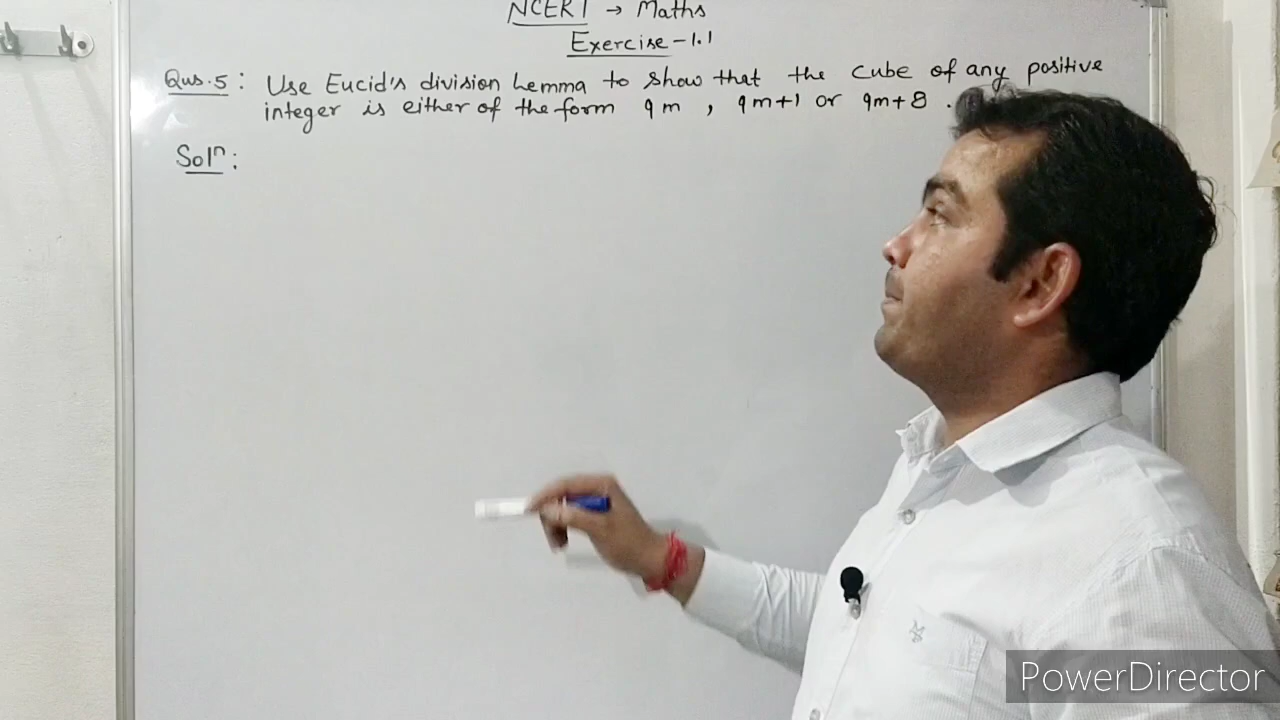 NCERT → Maths
Exercise-1.1
Qus.5: Use Eucid's division Lemma to show that the cube of any positive
integer is either of the form 9m, 9m+1 or 9m+8.
Solⁿ:
PowerDirector